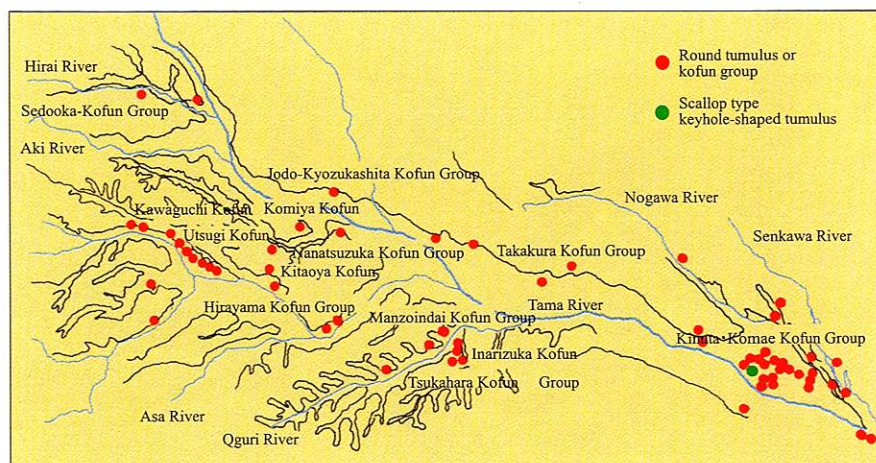 Hirai River
Sedooka-Kofun Group
Aki River
Round tumulus or
kofun group
Scallop type
keyhole-shaped tumulus
Jodo-Kyozukashita Kofun Group
Nogawa River
Kawaguchi Kofun
Komiya Kofun
Utsugi Kofun
Senkawa River
Nanatsuzuka Kofun Group
Takakura Kofun Group
Kitaoya Kofun
Hirayama Kofun Group
Tama River
Manzoindai Kofun Group
Kinuta-Komae Kofun Group
Inarizuka Kofun
Tsukahara Kofun Group
Asa River
Qguri River